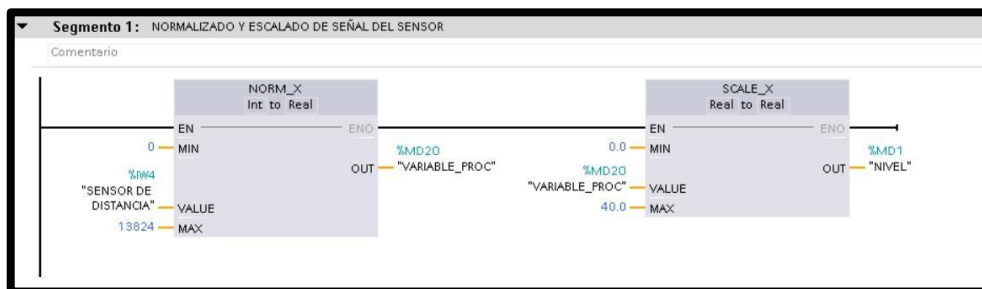 Segmento 1: NORMALIZADO Y ESCALADO DE SEÑAL DEL SENSOR
Comentario
NORM_X
Int to Real
EN
ENO
0
MIN
%MD20
OUT
"VARIABLE_PROC"
%IW4
"SENSOR DE
DISTANCIA"
VALUE
13824
MAX
SCALE_X
Real to Real
EN
ENO
0.0
MIN
%MD1
OUT
"NIVEL"
%MD20
"VARIABLE_PROC"
VALUE
40.0
MAX